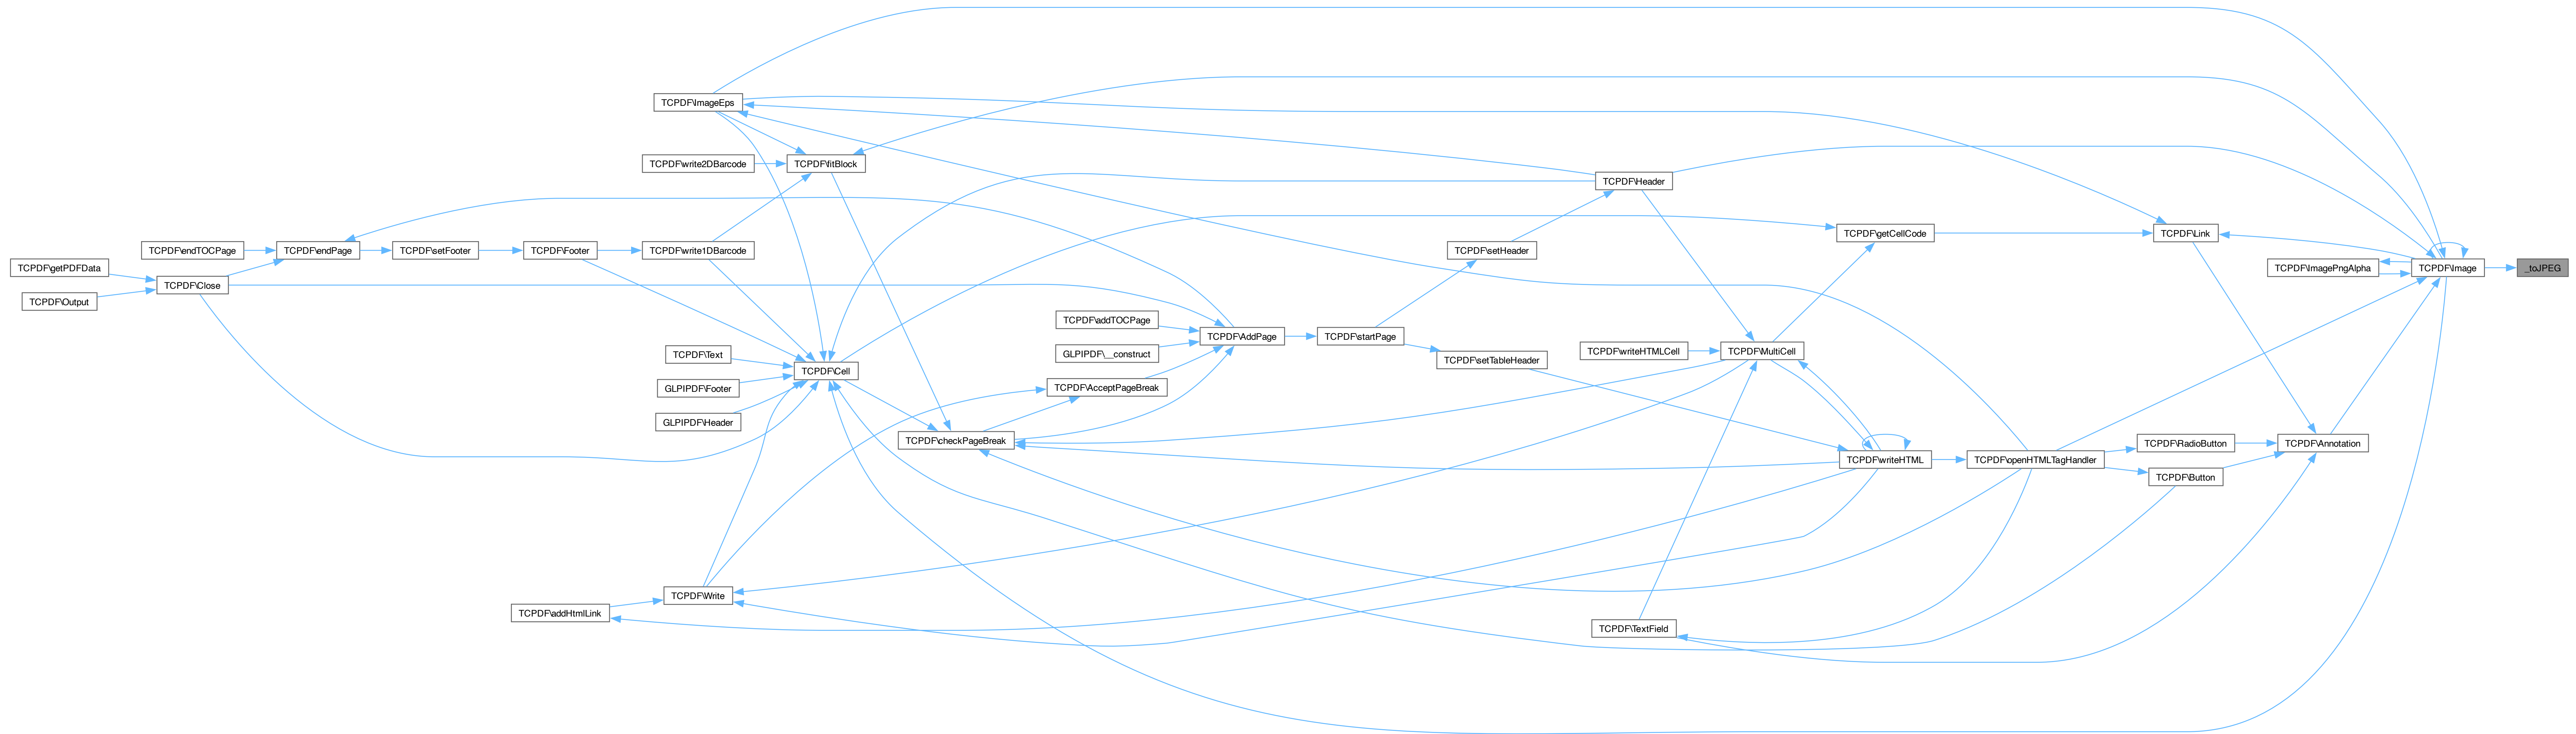 TCPDF\ImageEps
TCPDF\write2DBarcode
TCPDF\fitBlock
TCPDF\Header
TCPDF\getCellCode
TCPDF\Link
TCPDF\endTOCPage
TCPDF\endPage
TCPDF\setFooter
TCPDF\Footer
TCPDF\write1DBarcode
TCPDF\setHeader
TCPDF\getPDFData
TCPDF\ImagePngAlpha
TCPDF\Image
_toJPEG
TCPDF\Close
TCPDF\Output
TCPDF\addTOCPage
TCPDF\AddPage
TCPDF\startPage
GLPIPDF\__construct
TCPDF\writeHTMLCell
TCPDF\MultiCell
TCPDF\Text
TCPDF\setTableHeader
TCPDF\Cell
GLPIPDF\Footer
TCPDF\AcceptPageBreak
GLPIPDF\Header
TCPDF\checkPageBreak
TCPDF\RadioButton
TCPDF\Annotation
TCPDF\writeHTML
TCPDF\openHTMLTagHandler
TCPDF\Button
TCPDF\Write
TCPDF\addHtmlLink
TCPDF\TextField